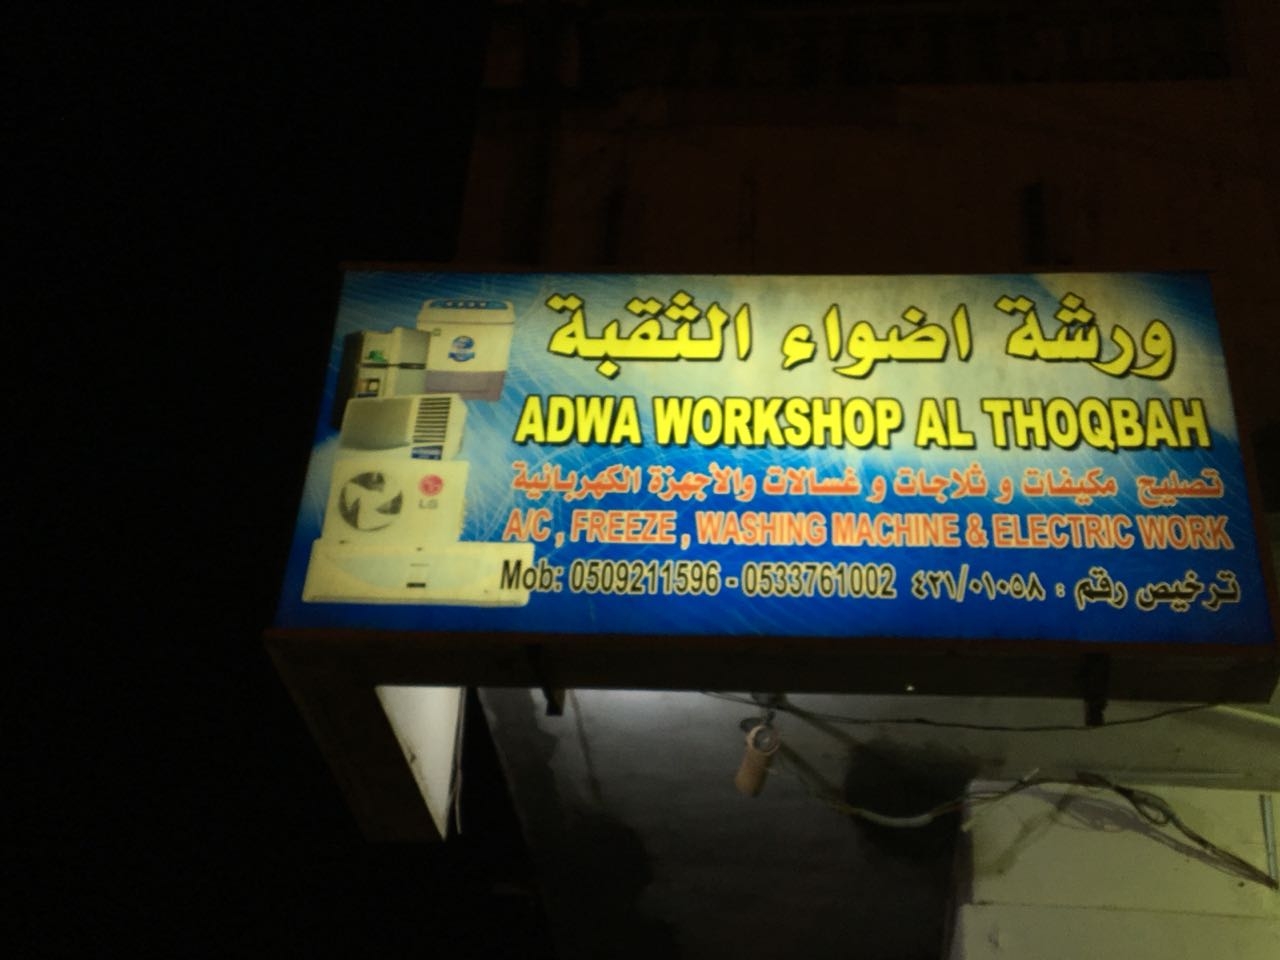 ورشة اضواء الثقبة
ADWA WORKSHOP AL THOQBAH
تصليح مكيفات و ثلاجات و غسالات والأجهزة الكهربائية
A/C , FREEZE , WASHING MACHINE & ELECTRIC WORK
Mob: 0509211596 - 0533761002 ترخيص رقم : ٤٢١/٠١٠٥٨
LG